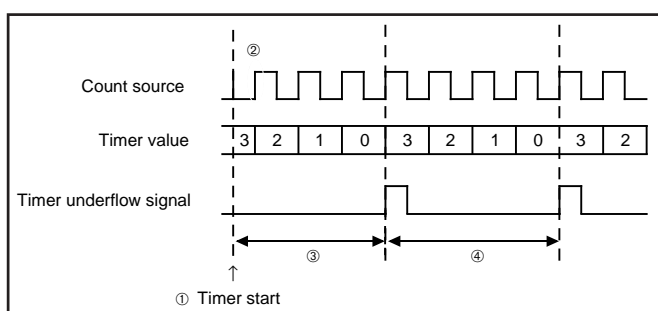 ②
Count source
Timer value 3 2 1 0 3 2 1 0 3 2
Timer underflow signal
③ ④
↑
① Timer start